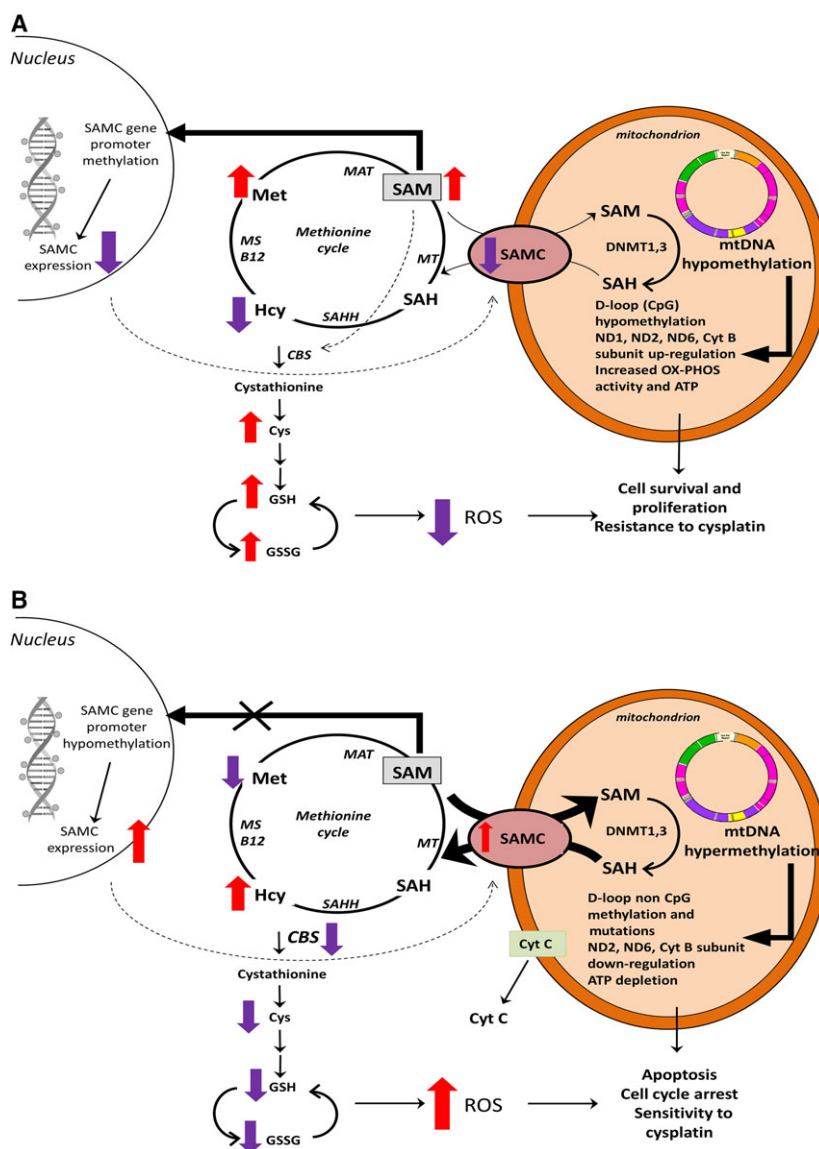 A
Nucleus
SAMC gene
promoter
methylation
SAMC
expression
Met
MAT
SAM
Methionine
cycle
MS
B12
MT
Hcy
SAHH
SAH
SAMC
mitochondrion
SAM
DNMT1,3
SAH
mtDNA
hypomethylation
D-loop (CpG)
hypomethylation
ND1, ND2, ND6, Cyt B
subunit up-regulation
Increased OX-PHOS
activity and ATP
CBS
Cystathionine
Cys
GSH
GSSG
ROS
Cell survival and
proliferation
Resistance to cisplatin
B
Nucleus
SAMC gene
promoter
hypomethylation
SAMC
expression
Met
MAT
SAM
Methionine
cycle
MS
B12
MT
Hcy
SAHH
SAH
SAMC
mitochondrion
SAM
DNMT1,3
SAH
mtDNA
hypermethylation
D-loop non CpG
methylation and
mutations
ND2, ND6, Cyt B subunit
down-regulation
ATP depletion
Cyt C
Cyt C
CBS
Cystathionine
Cys
GSH
GSSG
ROS
Apoptosis
Cell cycle arrest
Sensitivity to
cysplatin